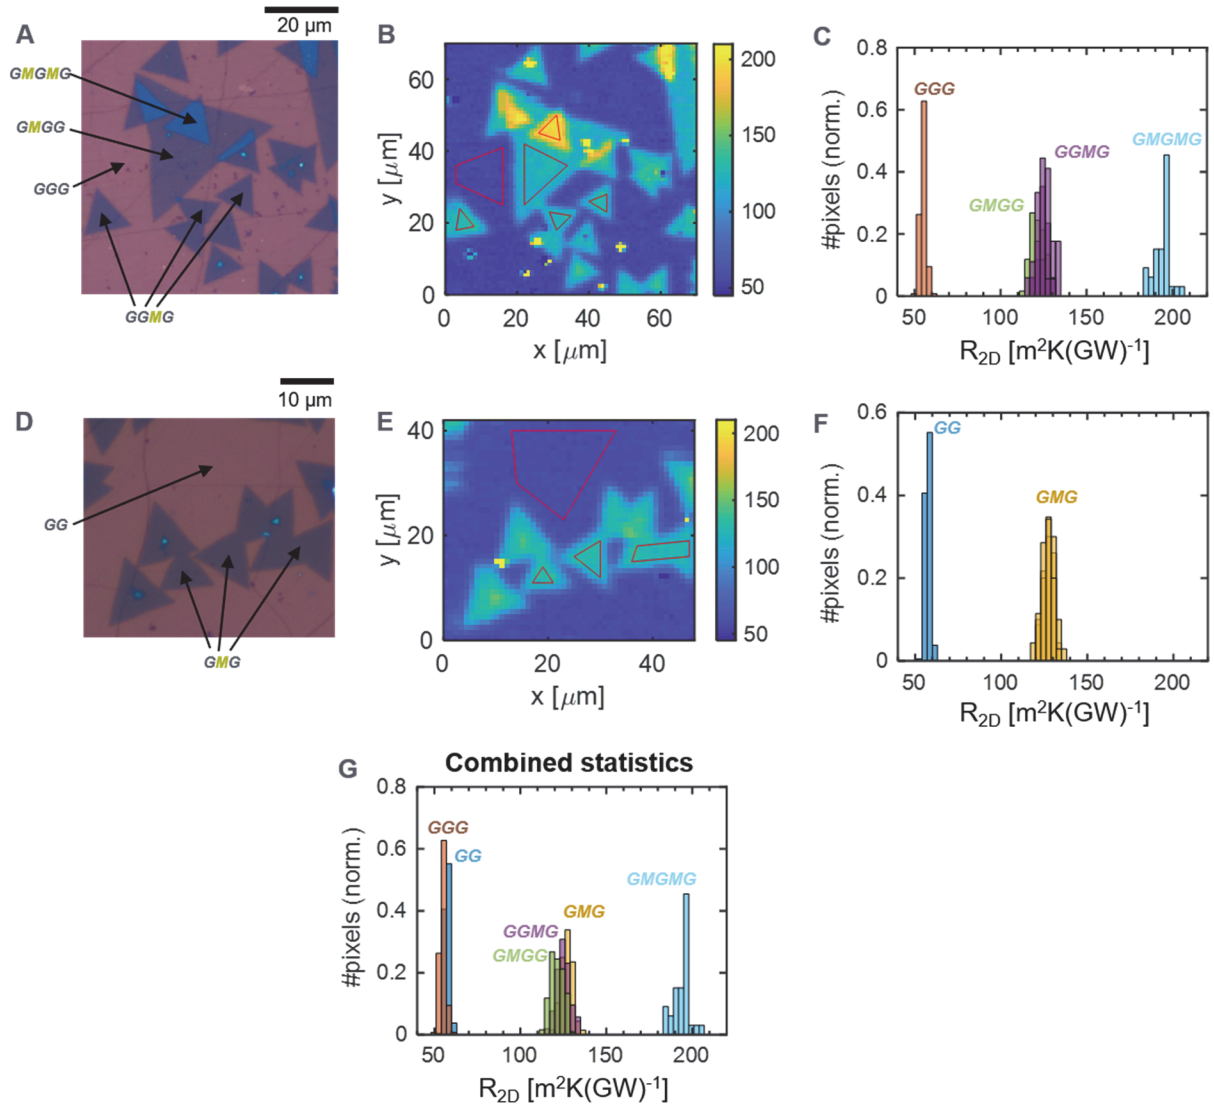 A
20 μm
GMGMG
GMGG
GGG
GGMG
B
60
40
20
0
0 20 40 60
y [μm]
x [μm]
200
150
100
50
C
0.8
0.6
0.4
0.2
0
50 100 150 200
#pixels (norm.)
R2D [m²K(GW)⁻¹]
GGG
GMGG
GGMG
GMGMG
D
10 μm
GG
GMG
E
40
20
0
0 20 40
y [μm]
x [μm]
200
150
100
50
F
0.6
0.4
0.2
0
50 100 150 200
#pixels (norm.)
R2D [m²K(GW)⁻¹]
GG
GMG
G
Combined statistics
0.8
0.6
0.4
0.2
0
50 100 150 200
#pixels (norm.)
R2D [m²K(GW)⁻¹]
GGG
GG
GMGMG
GMG
GGMG
GMGG